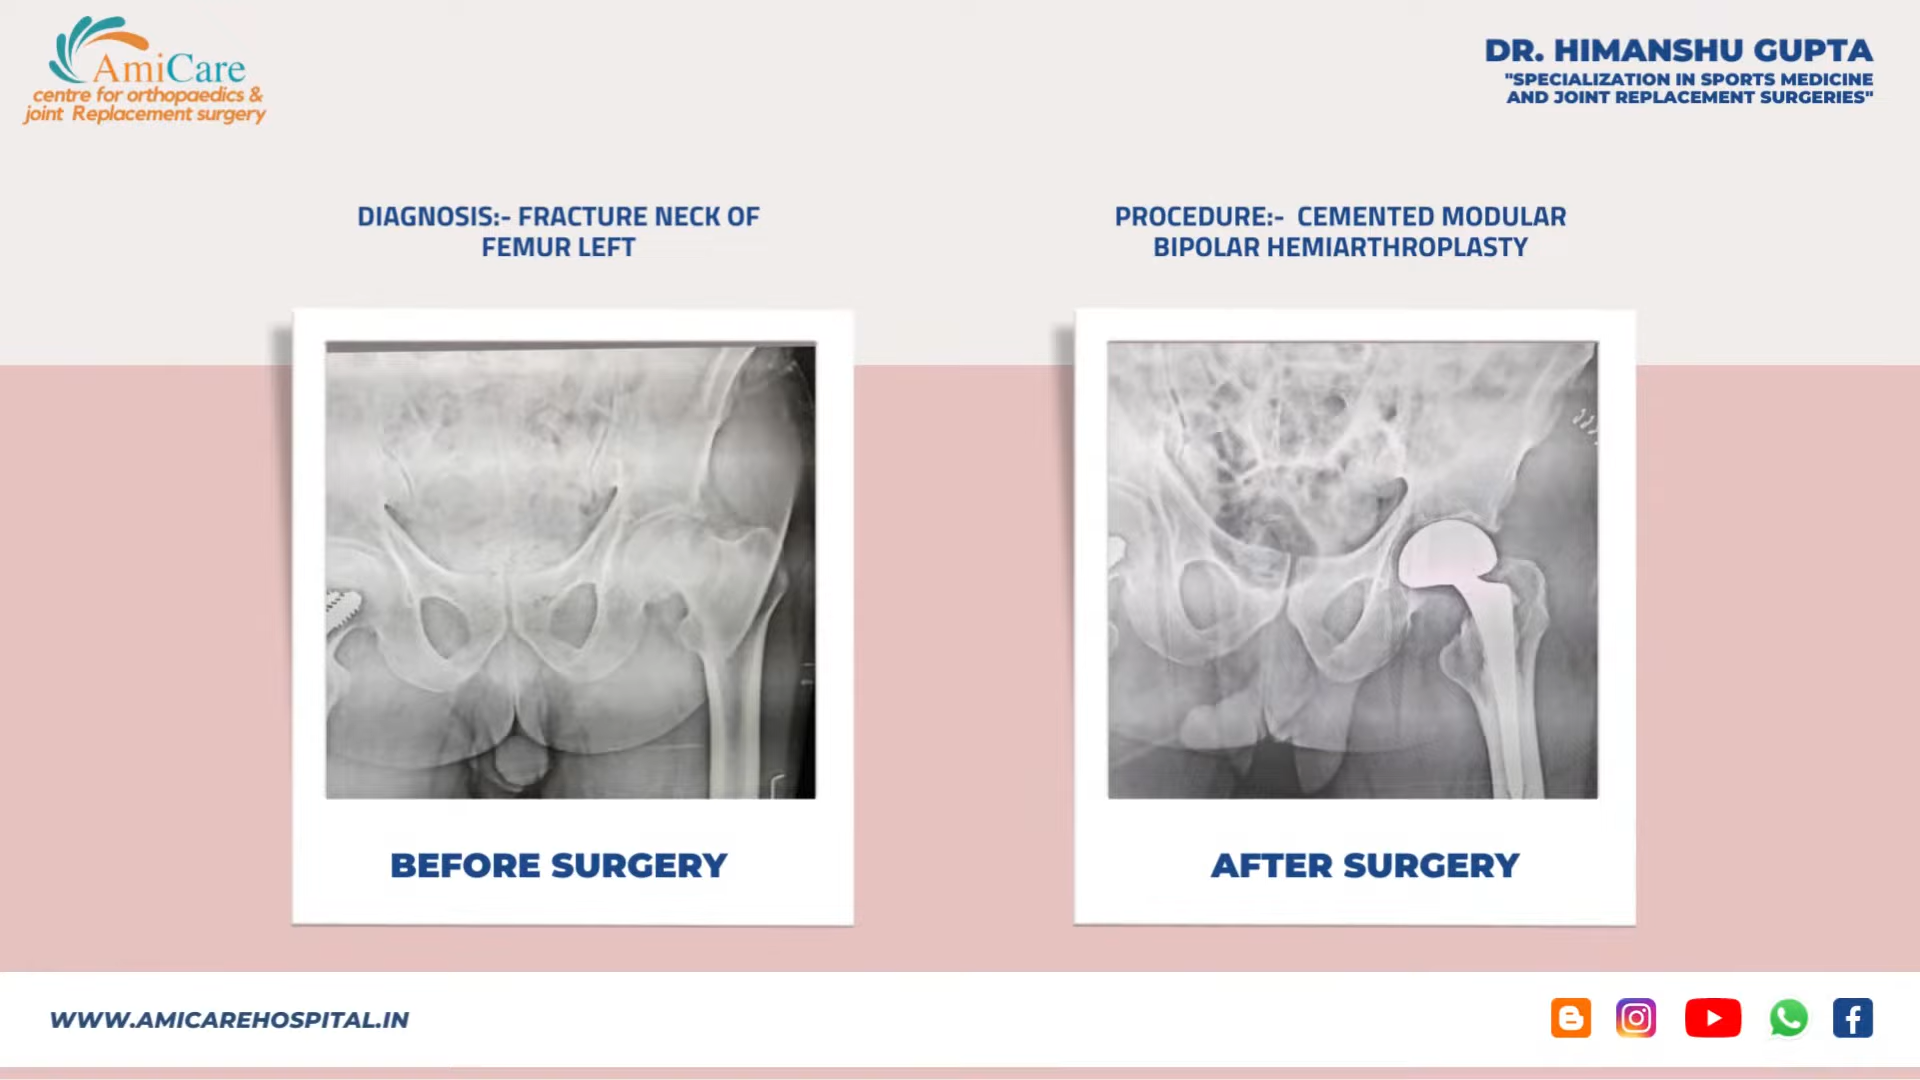 AmiCare
centre for orthopaedics &
joint Replacement surgery
DR. HIMANSHU GUPTA
"SPECIALIZATION IN SPORTS MEDICINE
AND JOINT REPLACEMENT SURGERIES"
DIAGNOSIS:- FRACTURE NECK OF
FEMUR LEFT
PROCEDURE:- CEMENTED MODULAR
BIPOLAR HEMIARTHROPLASTY
BEFORE SURGERY
AFTER SURGERY
WWW.AMICAREHOSPITAL.IN